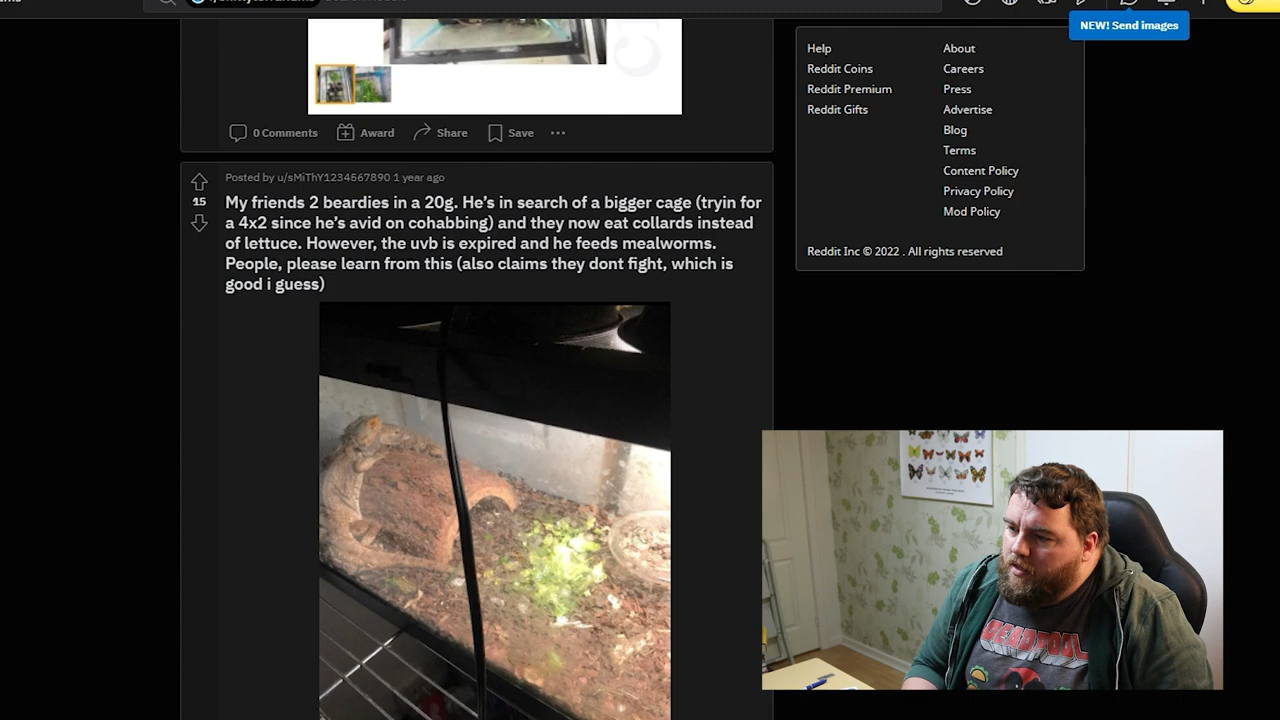 NEW! Send images
0 Comments Award Share Save ...
Posted by u/sMiThY1234567890 1 year ago
15
My friends 2 beardies in a 20g. He's in search of a bigger cage (tryin for
a 4x2 since he's avid on cohabbing) and they now eat collards instead
of lettuce. However, the uvb is expired and he feeds mealworms.
People, please learn from this (also claims they dont fight, which is
good i guess)
Help About
Reddit Coins Careers
Reddit Premium Press
Reddit Gifts Advertise
Blog
Terms
Content Policy
Privacy Policy
Mod Policy
Reddit Inc © 2022 . All rights reserved
DEADPOOL